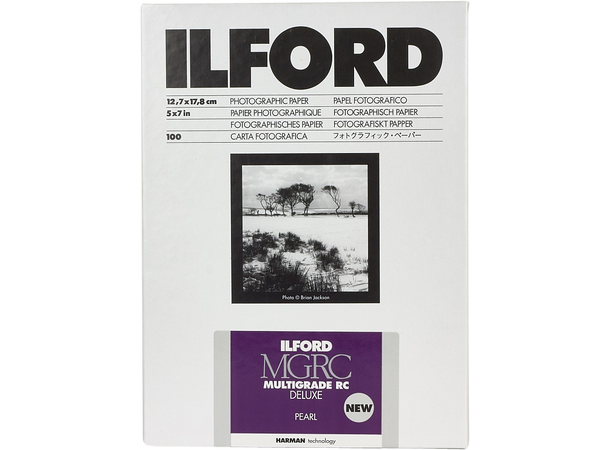 ILFORD
12,7x17,8 cm PHOTOGRAPHIC PAPER PAPEL FOTOGRAFICO
5x7 in PAPIER PHOTOGRAPHIQUE FOTOGRAFISCH PAPIER
FOTOGRAFISCHES PAPIER FOTOGRAFISKT PAPPER
100 CARTA FOTOGRAFICA フォトグラフィック・ペーパー
Photo © Brian Jackson
ILFORD
MGRC
MULTIGRADE RC
DELUXE
PEARL
NEW
HARMAN technology